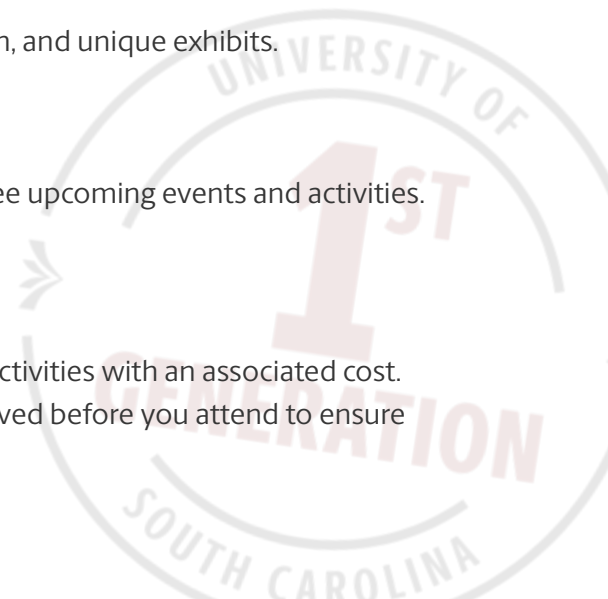 n, and unique exhibits.
UNIVERSITY OF
ee upcoming events and activities.
1ST
ctivities with an associated cost.
GENERATION
ved before you attend to ensure
SOUTH CAROLINA